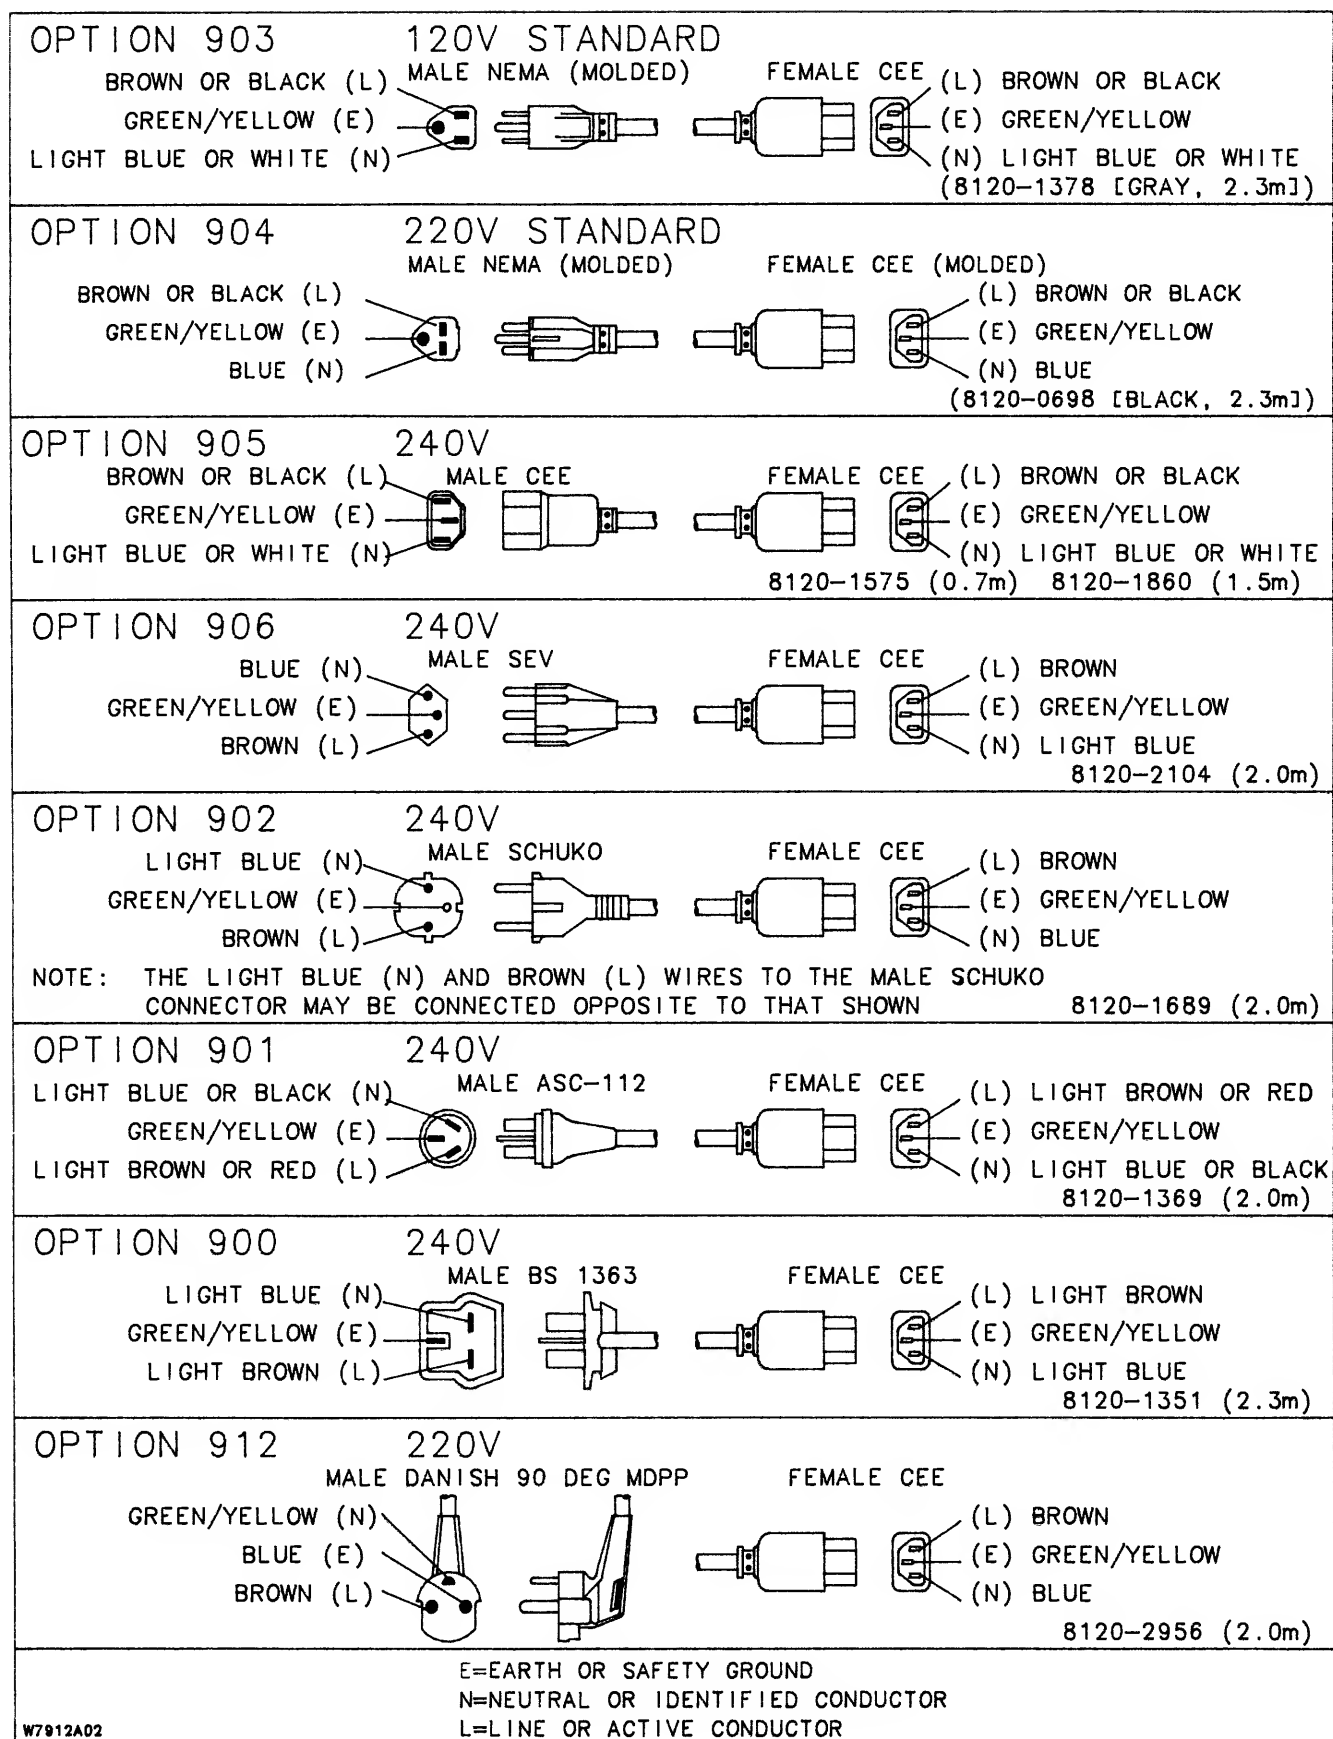 OPTION 903 120V STANDARD
MALE NEMA (MOLDED) FEMALE CEE
BROWN OR BLACK (L) (L) BROWN OR BLACK
GREEN/YELLOW (E) (E) GREEN/YELLOW
LIGHT BLUE OR WHITE (N) (N) LIGHT BLUE OR WHITE
(8120-1378 [GRAY, 2.3m])
OPTION 904 220V STANDARD
MALE NEMA (MOLDED) FEMALE CEE (MOLDED)
BROWN OR BLACK (L) (L) BROWN OR BLACK
GREEN/YELLOW (E) (E) GREEN/YELLOW
BLUE (N) (N) BLUE
(8120-0698 [BLACK, 2.3m])
OPTION 905 240V
BROWN OR BLACK (L) MALE CEE FEMALE CEE (L) BROWN OR BLACK
GREEN/YELLOW (E) (E) GREEN/YELLOW
LIGHT BLUE OR WHITE (N) (N) LIGHT BLUE OR WHITE
8120-1575 (0.7m) 8120-1860 (1.5m)
OPTION 906 240V
MALE SEV FEMALE CEE
BLUE (N) (L) BROWN
GREEN/YELLOW (E) (E) GREEN/YELLOW
BROWN (L) (N) LIGHT BLUE
8120-2104 (2.0m)
OPTION 902 240V
MALE SCHUKO FEMALE CEE
LIGHT BLUE (N) (L) BROWN
GREEN/YELLOW (E) (E) GREEN/YELLOW
BROWN (L) (N) BLUE
NOTE: THE LIGHT BLUE (N) AND BROWN (L) WIRES TO THE MALE SCHUKO
CONNECTOR MAY BE CONNECTED OPPOSITE TO THAT SHOWN 8120-1689 (2.0m)
OPTION 901 240V
MALE ASC-112 FEMALE CEE
LIGHT BLUE OR BLACK (N) (L) LIGHT BROWN OR RED
GREEN/YELLOW (E) (E) GREEN/YELLOW
LIGHT BROWN OR RED (L) (N) LIGHT BLUE OR BLACK
8120-1369 (2.0m)
OPTION 900 240V
MALE BS 1363 FEMALE CEE
LIGHT BLUE (N) (L) LIGHT BROWN
GREEN/YELLOW (E) (E) GREEN/YELLOW
LIGHT BROWN (L) (N) LIGHT BLUE
8120-1351 (2.3m)
OPTION 912 220V
MALE DANISH 90 DEG MDPP FEMALE CEE
GREEN/YELLOW (N) (L) BROWN
BLUE (E) (E) GREEN/YELLOW
BROWN (L) (N) BLUE
8120-2956 (2.0m)
E=EARTH OR SAFETY GROUND
N=NEUTRAL OR IDENTIFIED CONDUCTOR
W7912A02 L=LINE OR ACTIVE CONDUCTOR